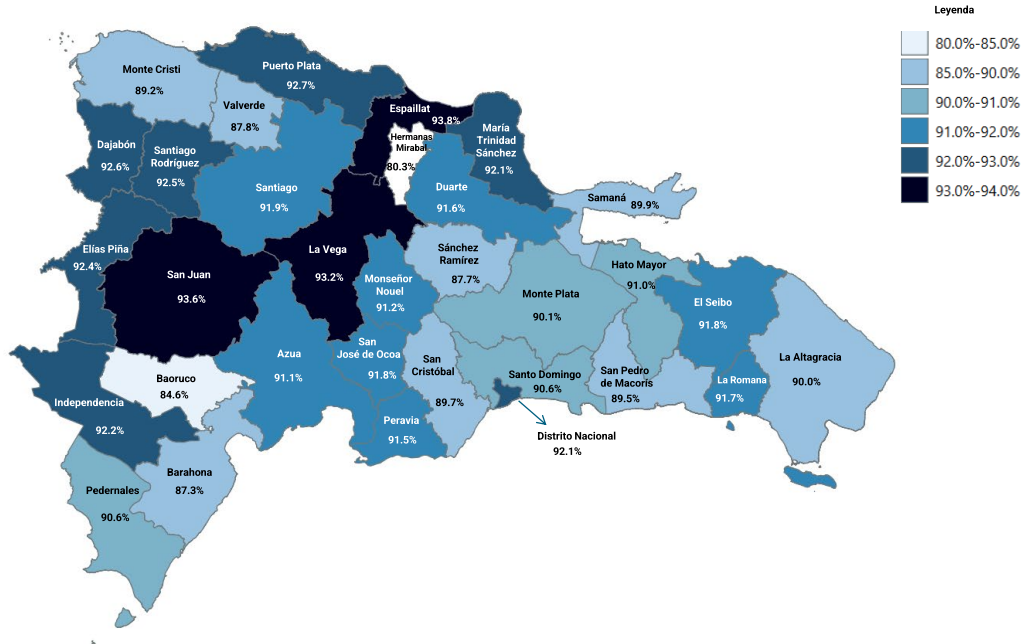 Leyenda
80.0%-85.0%
85.0%-90.0%
90.0%-91.0%
91.0%-92.0%
92.0%-93.0%
93.0%-94.0%
Monte Cristi
89.2%
Puerto Plata
92.7%
Valverde
87.8%
Espaillat
93.8%
Hermanas
Mirabal
80.3%
María
Trinidad
Sánchez
92.1%
Dajabón
92.6%
Santiago
Rodríguez
92.5%
Santiago
91.9%
Duarte
91.6%
Samaná
89.9%
Elías Piña
92.4%
San Juan
93.6%
La Vega
93.2%
Monseñor
Nouel
91.2%
Sánchez
Ramírez
87.7%
Monte Plata
90.1%
Hato Mayor
91.0%
El Seibo
91.8%
La Altagracia
90.0%
Baoruco
84.6%
Azua
91.1%
San
José de Ocoa
91.8%
San
Cristóbal
89.7%
Santo Domingo
90.6%
San Pedro
de Macorís
89.5%
La Romana
91.7%
Independencia
92.2%
Peravia
91.5%
Distrito Nacional
92.1%
Barahona
87.3%
Pedernales
90.6%